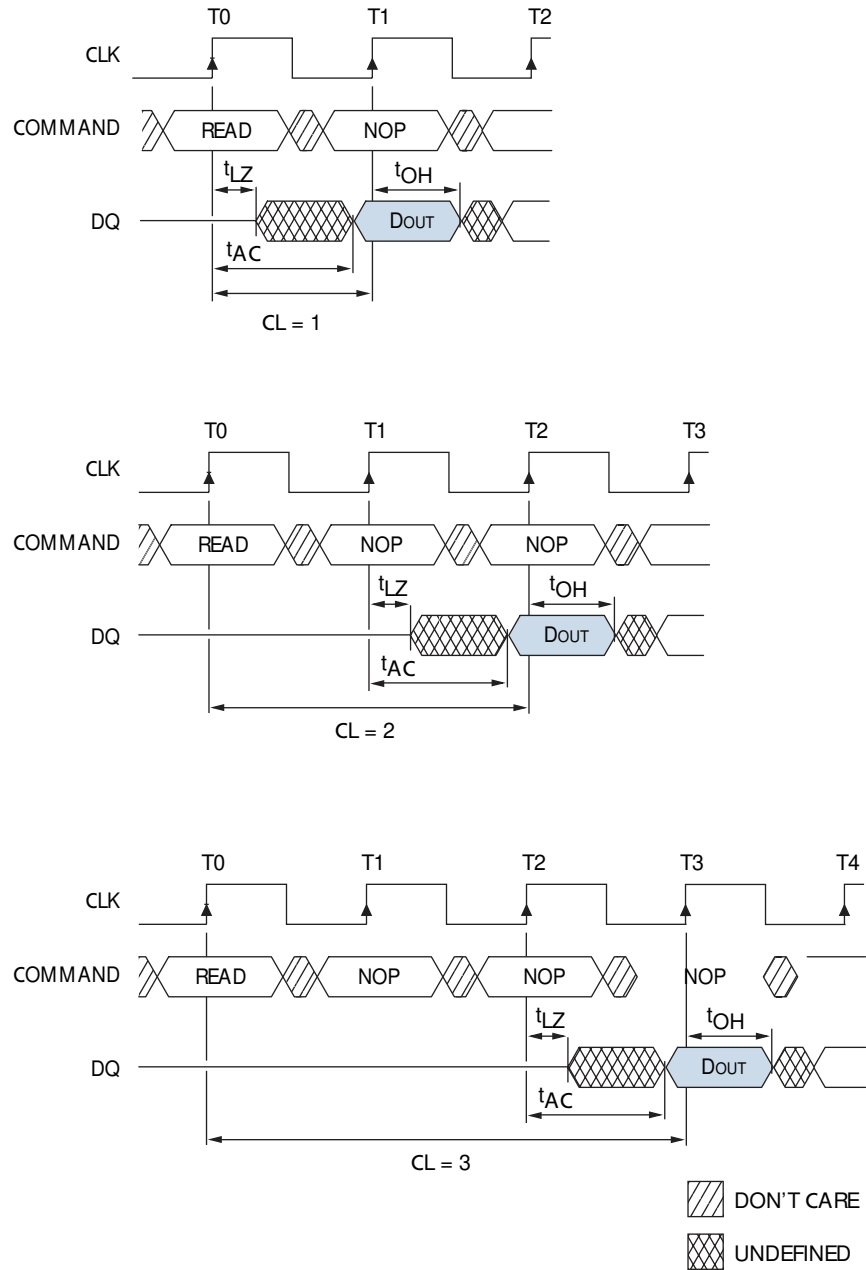 T0 T1 T2
CLK
COMMAND READ NOP
tLZ tOH
DQ DOUT
tAC
CL = 1
T0 T1 T2 T3
CLK
COMMAND READ NOP NOP
tLZ tOH
DQ DOUT
tAC
CL = 2
T0 T1 T2 T3 T4
CLK
COMMAND READ NOP NOP NOP
tLZ tOH
DQ DOUT
tAC
CL = 3
DON'T CARE
UNDEFINED